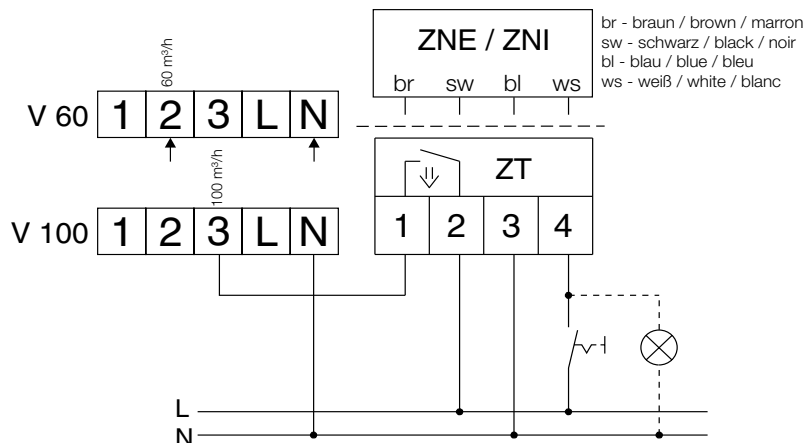 ZNE / ZNI
br sw bl ws
br - braun / brown / marron
sw - schwarz / black / noir
bl - blau / blue / bleu
ws - weiß / white / blanc
60 m³/h
V 60 1 2 3 L N
100 m³/h
ZT
V 100 1 2 3 L N
1 2 3 4
L
N